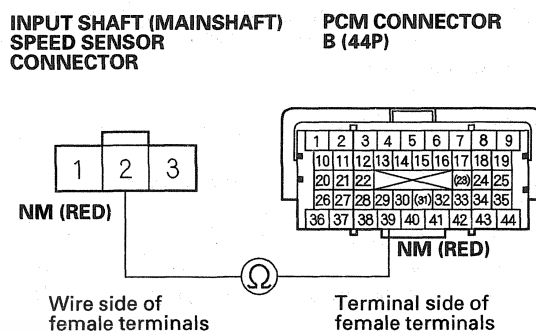 INPUT SHAFT (MAINSHAFT)
SPEED SENSOR
CONNECTOR
PCM CONNECTOR
B (44P)
1 2 3
NM (RED)
1 2 3 4 5 6 7 8 9
10 11 12 13 14 15 16 17 18 19
20 21 22 (23) 24 25
26 27 28 29 30 (31) 32 33 34 35
36 37 38 39 40 41 42 43 44
NM (RED)
Ω
Wire side of
female terminals
Terminal side of
female terminals